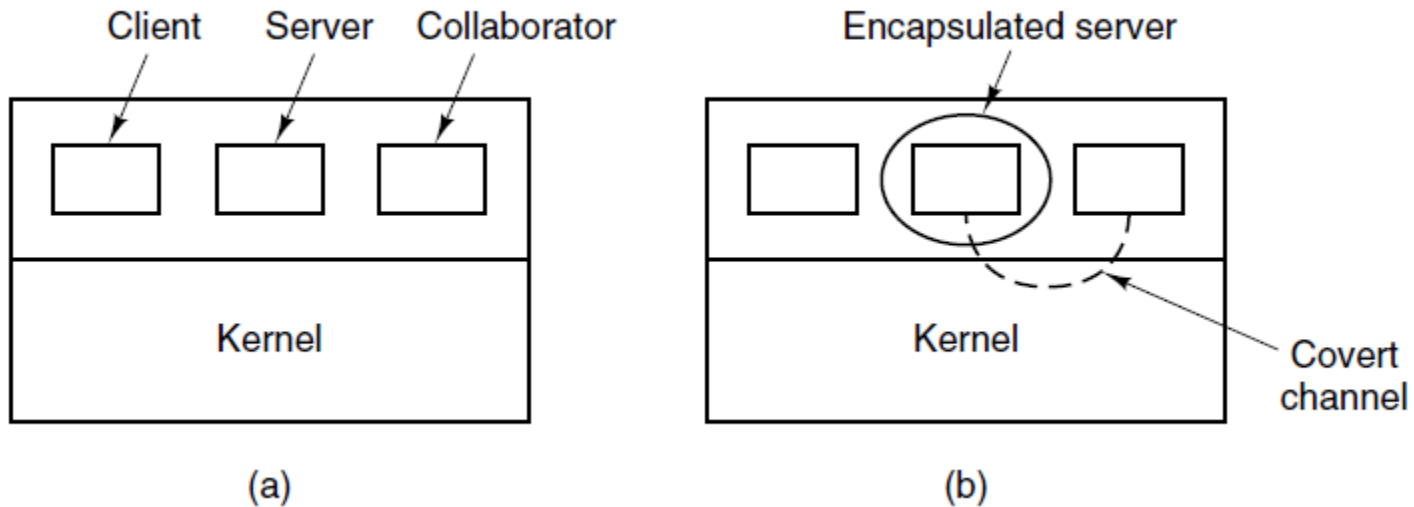 Client Server Collaborator
Encapsulated server
Kernel
Kernel
Covert
channel
(a)
(b)